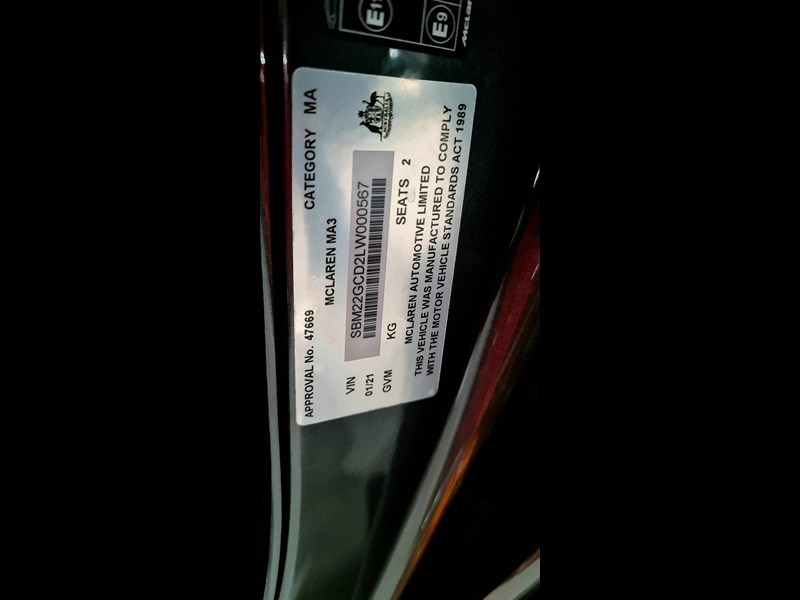 E9
McLar
APPROVAL No. 47669 CATEGORY MA
MCLAREN MA3
VIN SBM22GCD2LW000567
01/21
GVM KG SEATS 2
MCLAREN AUTOMOTIVE LIMITED
THIS VEHICLE WAS MANUFACTURED TO COMPLY
WITH THE MOTOR VEHICLE STANDARDS ACT 1989